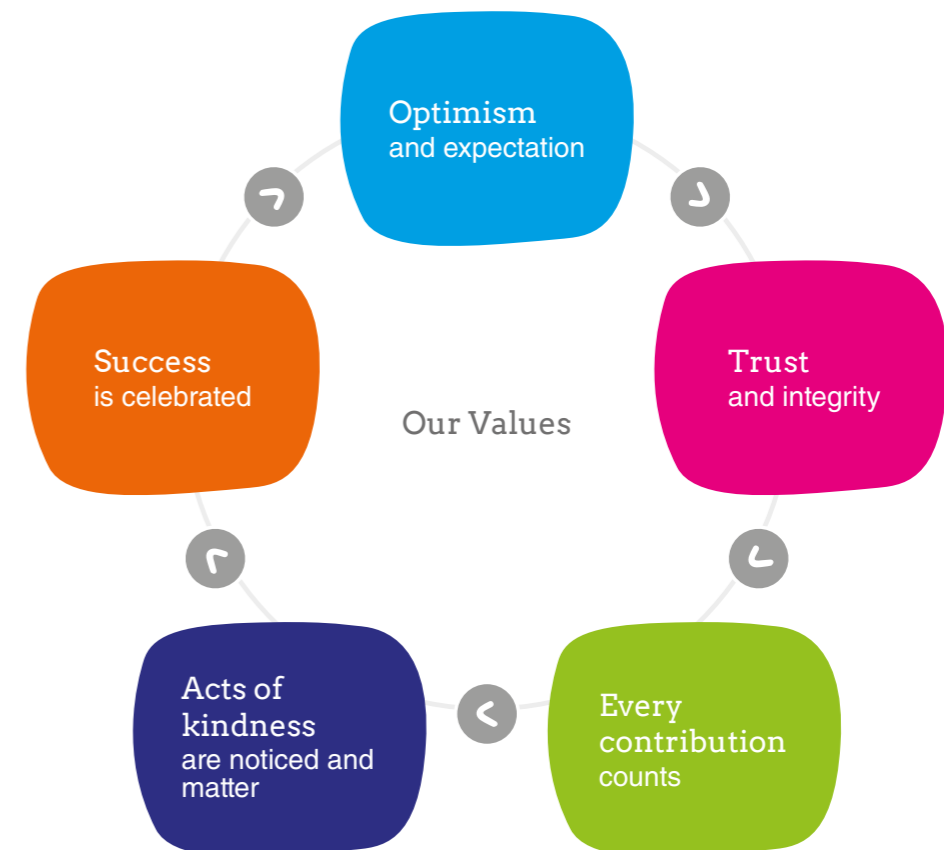 Optimism
and expectation
Trust
and integrity
Every
contribution
counts
Acts of
kindness
are noticed and
matter
Success
is celebrated
Our Values